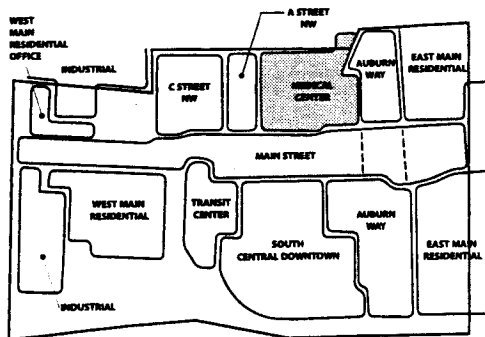 A STREET
NW
WEST
MAIN
RESIDENTIAL
OFFICE
INDUSTRIAL
C STREET
NW
MEDICAL
CENTER
AUBURN
WAY
EAST MAIN
RESIDENTIAL
MAIN STREET
WEST MAIN
RESIDENTIAL
TRANSIT
CENTER
SOUTH
CENTRAL DOWNTOWN
AUBURN
WAY
EAST MAIN
RESIDENTIAL
INDUSTRIAL